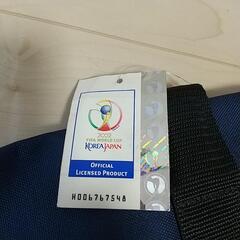 2002
FIFA WORLD CUP
KOREA JAPAN
OFFICIAL
LICENSED PRODUCT
H006767548